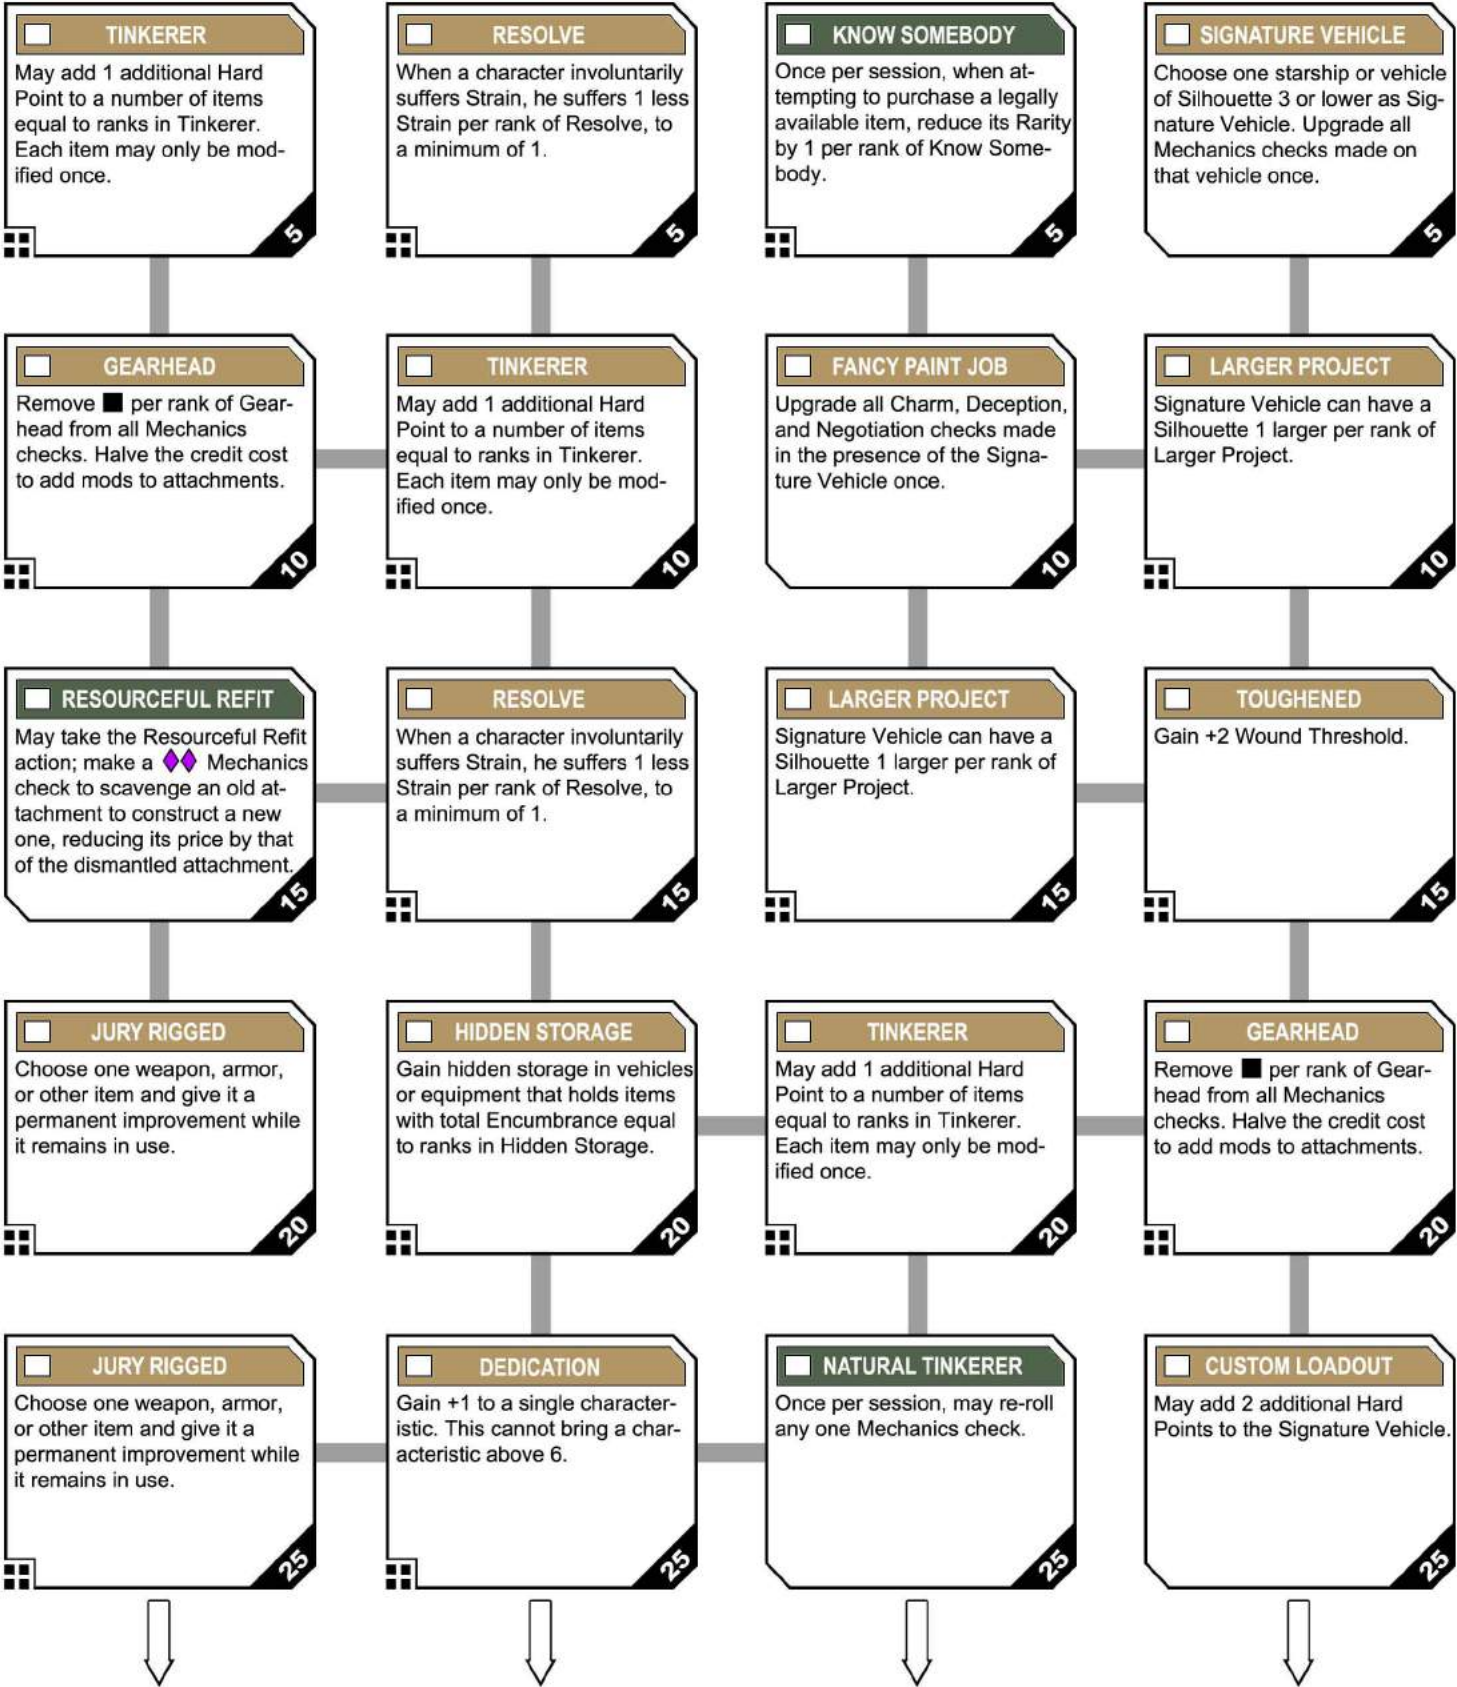 TINKERER
May add 1 additional Hard
Point to a number of items
equal to ranks in Tinkerer.
Each item may only be mod-
ified once.
5
RESOLVE
When a character involuntarily
suffers Strain, he suffers 1 less
Strain per rank of Resolve, to
a minimum of 1.
5
KNOW SOMEBODY
Once per session, when at-
tempting to purchase a legally
available item, reduce its Rarity
by 1 per rank of Know Some-
body.
5
SIGNATURE VEHICLE
Choose one starship or vehicle
of Silhouette 3 or lower as Sig-
nature Vehicle. Upgrade all
Mechanics checks made on
that vehicle once.
5
GEARHEAD
Remove ■ per rank of Gear-
head from all Mechanics
checks. Halve the credit cost
to add mods to attachments.
10
TINKERER
May add 1 additional Hard
Point to a number of items
equal to ranks in Tinkerer.
Each item may only be mod-
ified once.
10
FANCY PAINT JOB
Upgrade all Charm, Deception,
and Negotiation checks made
in the presence of the Signa-
ture Vehicle once.
10
LARGER PROJECT
Signature Vehicle can have a
Silhouette 1 larger per rank of
Larger Project.
10
RESOURCEFUL REFIT
May take the Resourceful Refit
action; make a ♦♦ Mechanics
check to scavenge an old at-
tachment to construct a new
one, reducing its price by that
of the dismantled attachment.
15
RESOLVE
When a character involuntarily
suffers Strain, he suffers 1 less
Strain per rank of Resolve, to
a minimum of 1.
15
LARGER PROJECT
Signature Vehicle can have a
Silhouette 1 larger per rank of
Larger Project.
15
TOUGHENED
Gain +2 Wound Threshold.
15
JURY RIGGED
Choose one weapon, armor,
or other item and give it a
permanent improvement while
it remains in use.
20
HIDDEN STORAGE
Gain hidden storage in vehicles
or equipment that holds items
with total Encumbrance equal
to ranks in Hidden Storage.
20
TINKERER
May add 1 additional Hard
Point to a number of items
equal to ranks in Tinkerer.
Each item may only be mod-
ified once.
20
GEARHEAD
Remove ■ per rank of Gear-
head from all Mechanics
checks. Halve the credit cost
to add mods to attachments.
20
JURY RIGGED
Choose one weapon, armor,
or other item and give it a
permanent improvement while
it remains in use.
25
DEDICATION
Gain +1 to a single character-
istic. This cannot bring a char-
acteristic above 6.
25
NATURAL TINKERER
Once per session, may re-roll
any one Mechanics check.
25
CUSTOM LOADOUT
May add 2 additional Hard
Points to the Signature Vehicle.
25